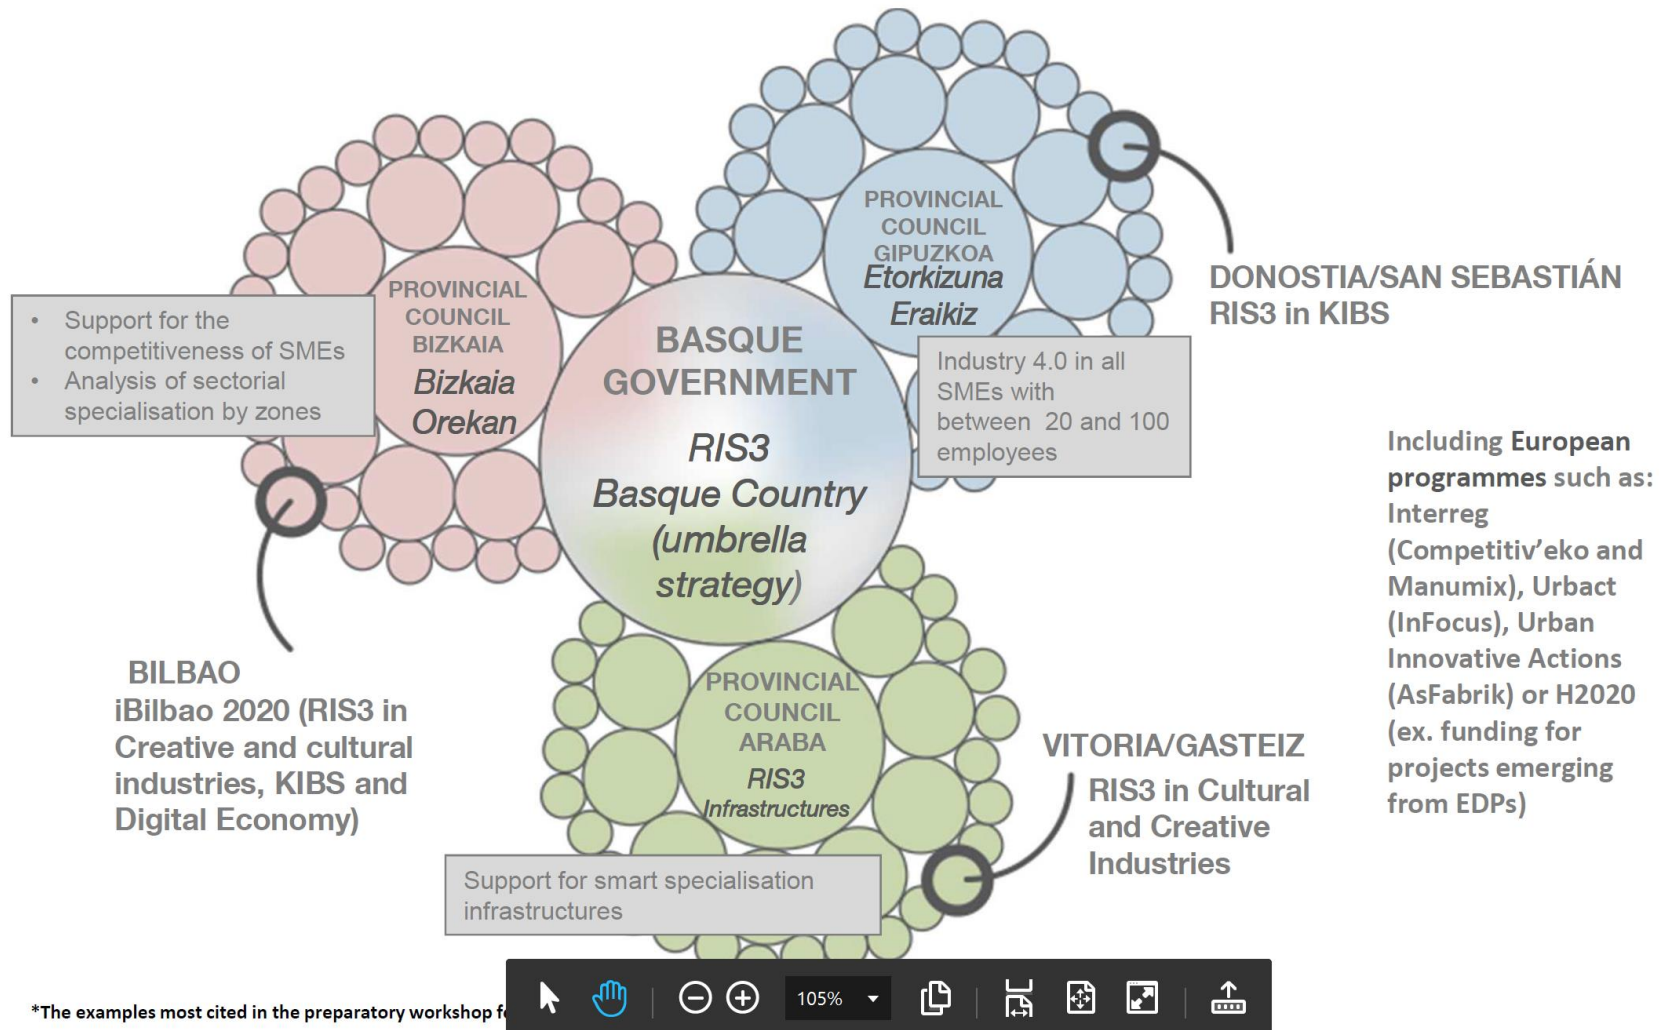 PROVINCIAL
COUNCIL
GIPUZKOA
Etorkizuna
Eraikiz
DONOSTIA/SAN SEBASTIÁN
RIS3 in KIBS
Industry 4.0 in all
SMEs with
between 20 and 100
employees
PROVINCIAL
COUNCIL
BIZKAIA
Bizkaia
Orekan
• Support for the
competitiveness of SMEs
• Analysis of sectorial
specialisation by zones
BASQUE
GOVERNMENT
RIS3
Basque Country
(umbrella
strategy)
Including European
programmes such as:
Interreg
(Competitiv’eko and
Manumix), Urbact
(InFocus), Urban
Innovative Actions
(AsFabrik) or H2020
(ex. funding for
projects emerging
from EDPs)
BILBAO
iBilbao 2020 (RIS3 in
Creative and cultural
industries, KIBS and
Digital Economy)
PROVINCIAL
COUNCIL
ARABA
RIS3
Infrastructures
VITORIA/GASTEIZ
RIS3 in Cultural
and Creative
Industries
Support for smart specialisation
infrastructures
*The examples most cited in the preparatory workshop
105%